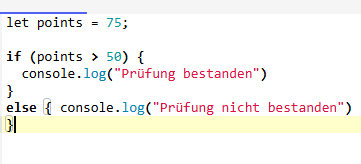 let points = 75;

if (points > 50) {
  console.log("Prüfung bestanden")
}
else { console.log("Prüfung nicht bestanden")
}